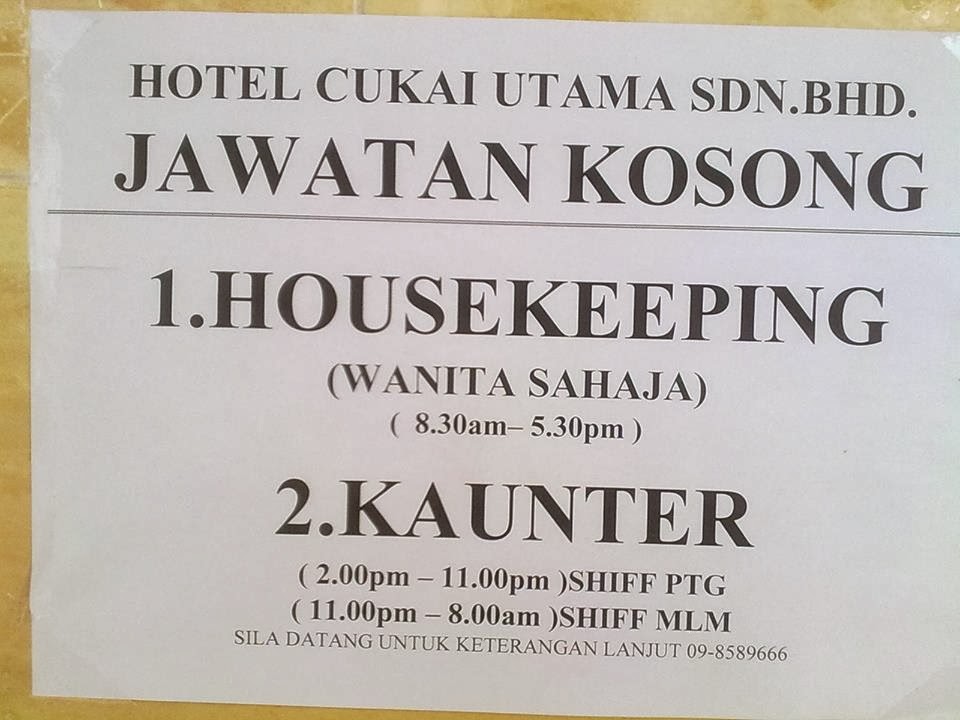 HOTEL CUKAI UTAMA SDN.BHD.
JAWATAN KOSONG
1.HOUSEKEEPING
(WANITA SAHAJA)
( 8.30am– 5.30pm )
2.KAUNTER
( 2.00pm – 11.00pm )SHIFF PTG
( 11.00pm – 8.00am )SHIFF MLM
SILA DATANG UNTUK KETERANGAN LANJUT 09-8589666